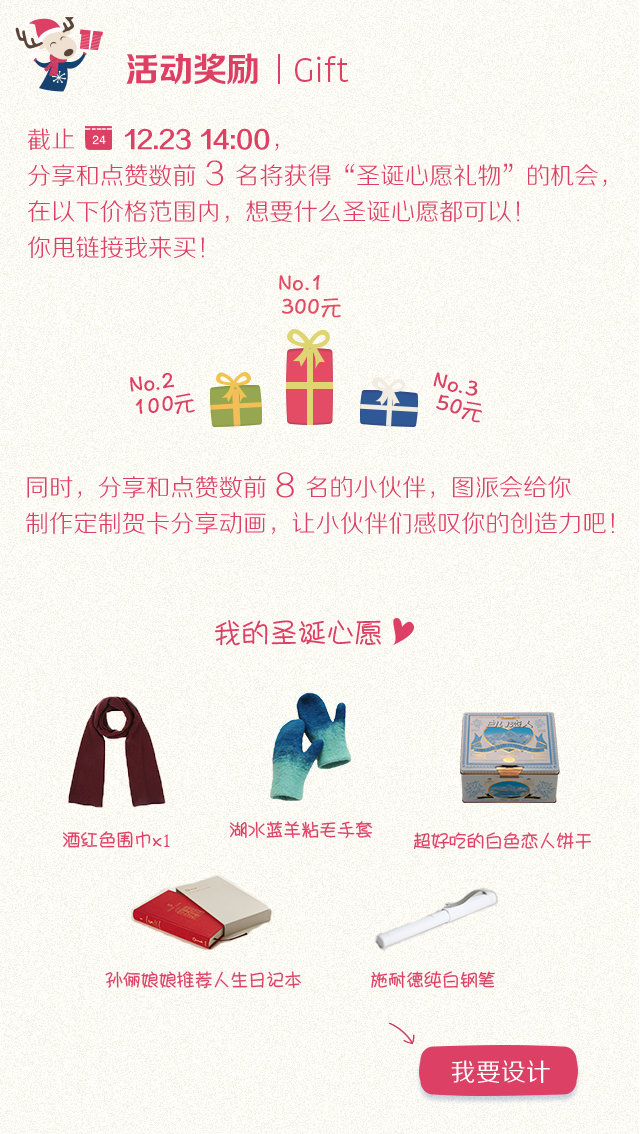 活动奖励 | Gift
截止 24 12.23 14:00，
分享和点赞数前 3 名将获得“圣诞心愿礼物”的机会，
在以下价格范围内，想要什么圣诞心愿都可以！
你甩链接我来买！
No.1
300元
No.2
100元
No.3
50元
同时，分享和点赞数前 8 名的小伙伴，图派会给你
制作定制贺卡分享动画，让小伙伴们感叹你的创造力吧！
我的圣诞心愿
酒红色围巾x1
湖水蓝羊粘毛手套
超好吃的白色恋人饼干
孙俪娘娘推荐人生日记本
施耐德纯白钢笔
我要设计